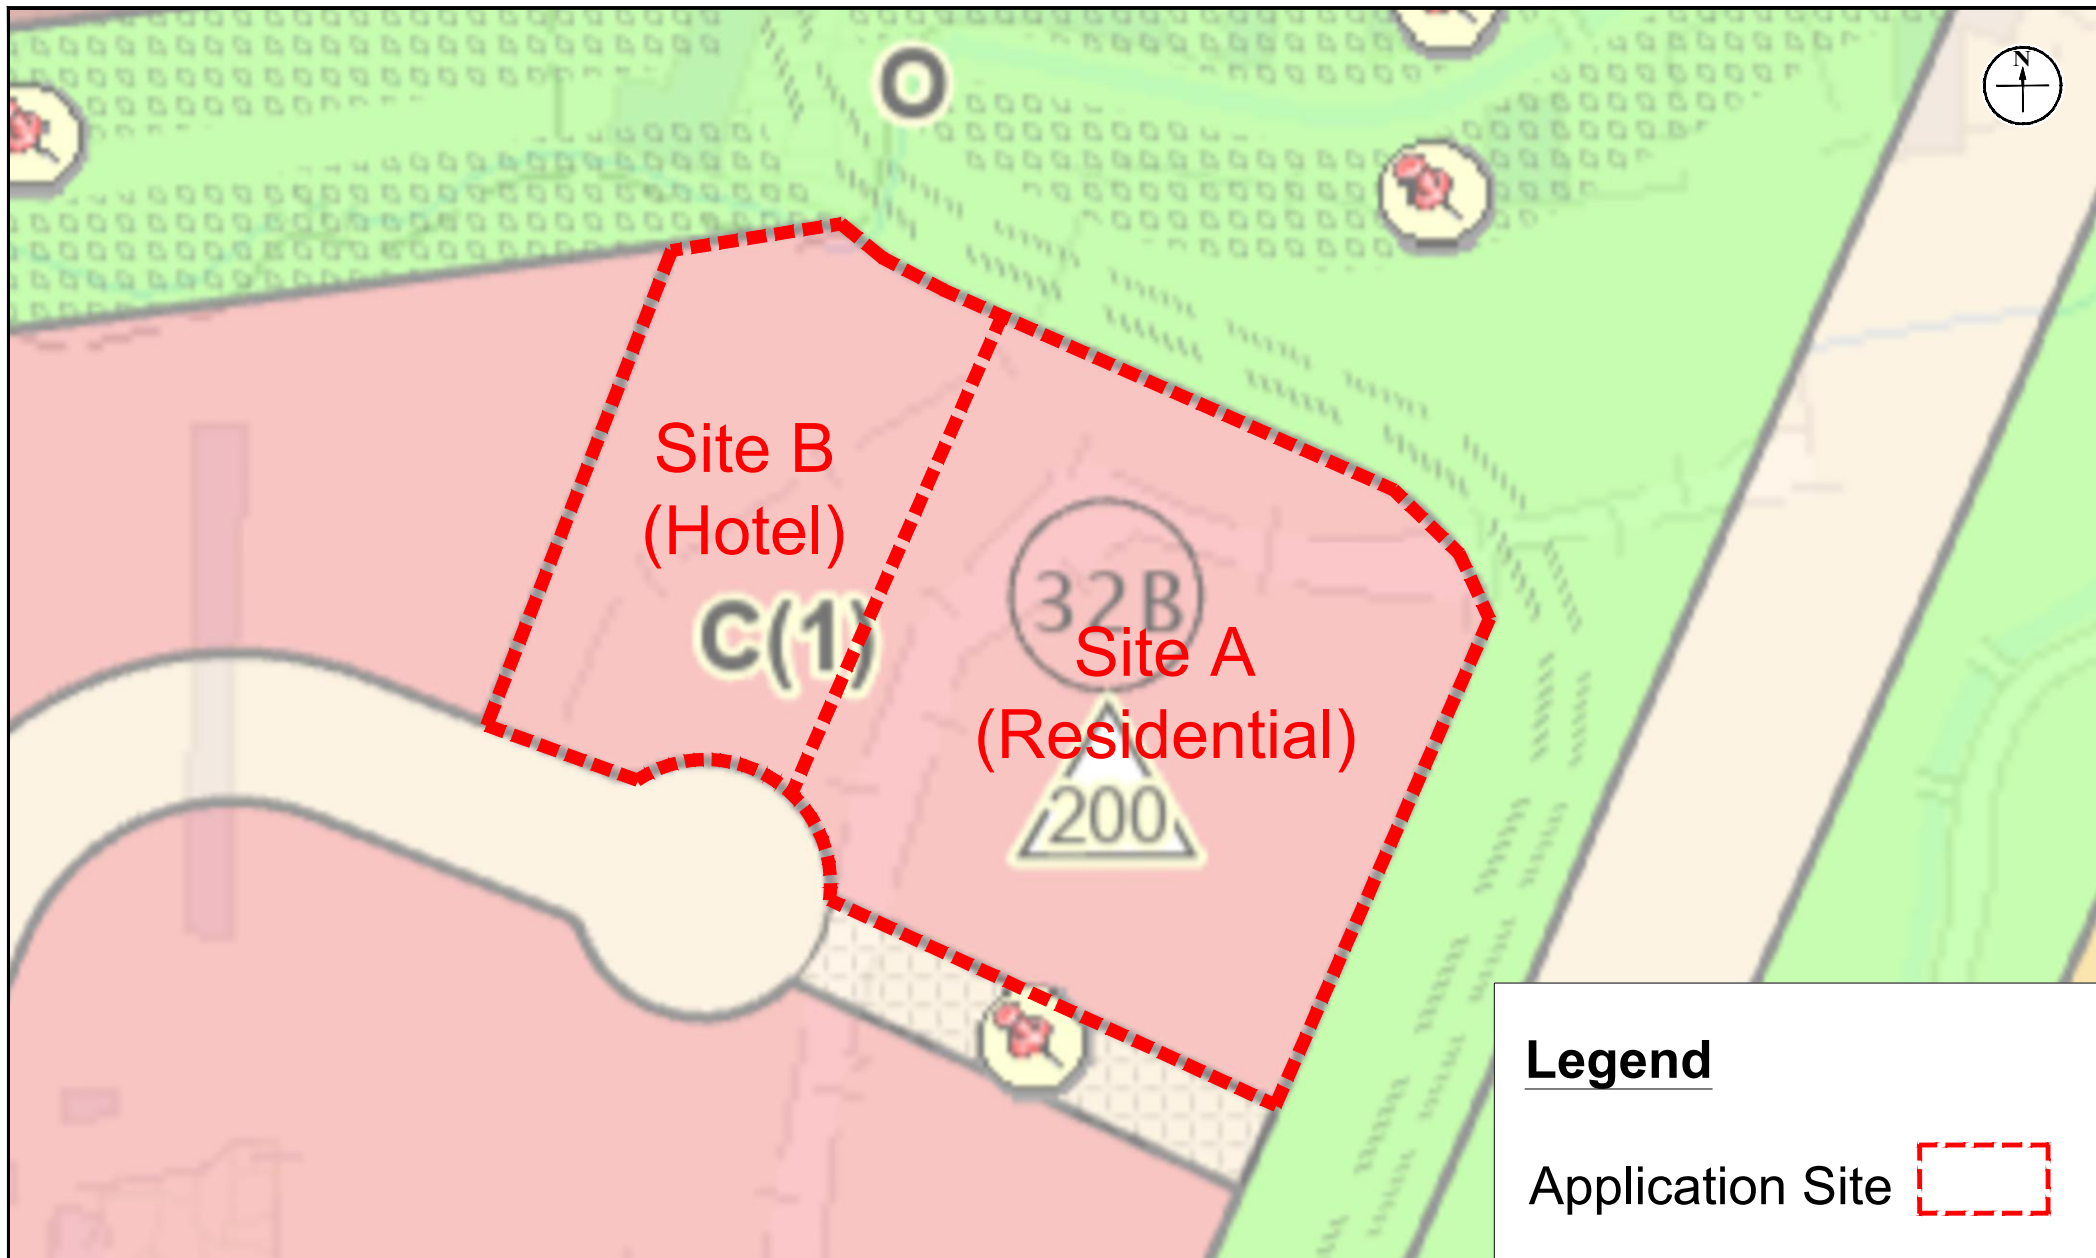 O
N
Site B
(Hotel)
C(1)
32B
Site A
(Residential)
200
Legend
Application Site